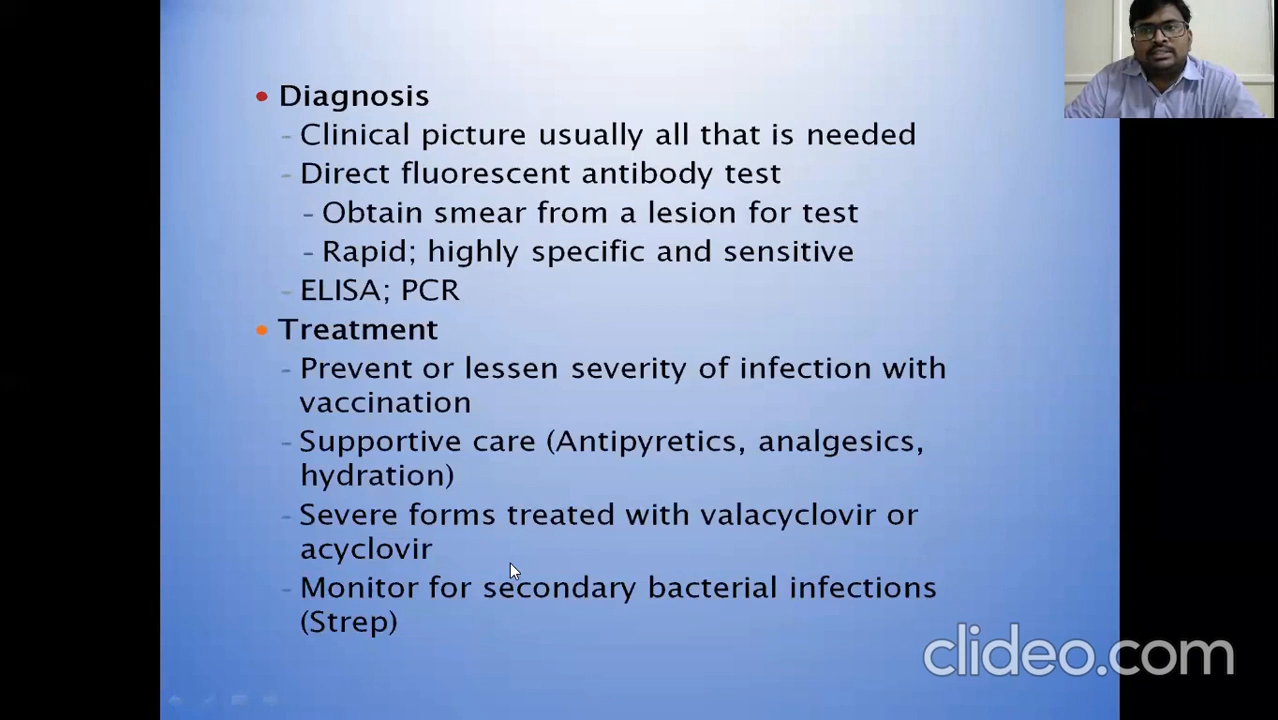 • Diagnosis
- Clinical picture usually all that is needed
- Direct fluorescent antibody test
- Obtain smear from a lesion for test
- Rapid; highly specific and sensitive
- ELISA; PCR
• Treatment
- Prevent or lessen severity of infection with
vaccination
- Supportive care (Antipyretics, analgesics,
hydration)
- Severe forms treated with valacyclovir or
acyclovir
- Monitor for secondary bacterial infections
(Strep)
clideo.com